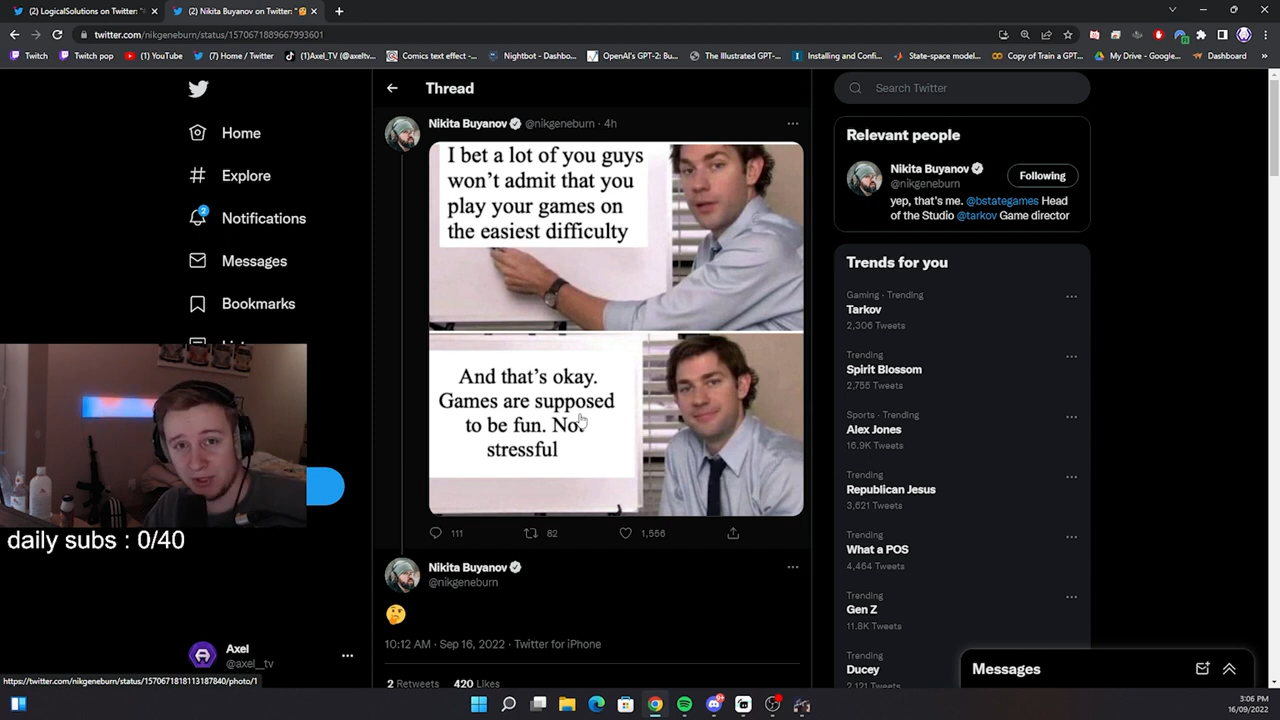 (2) LogicalSolutions on Twitter: "
(2) Nikita Buyanov on Twitter: "🤔
twitter.com/nikgeneburn/status/1570671889667993601
Twitch
Twitch pop
(1) YouTube
(7) Home / Twitter
(1)Axel_TV (@axeltv...
Comics text effect -...
Nightbot - Dashbo...
OpenAI's GPT-2: Bu...
The Illustrated GPT-...
Installing and Confi...
State-space model...
Copy of Train a GPT...
My Drive - Google...
Dashboard
Home
Explore
2
Notifications
Messages
Bookmarks
daily subs : 0/40
Axel
@axel__tv
https://twitter.com/nikgeneburn/status/1570671818113187840/photo/1
Thread
Nikita Buyanov @nikgeneburn · 4h
I bet a lot of you guys
won't admit that you
play your games on
the easiest difficulty
And that's okay.
Games are supposed
to be fun. Not
stressful
111
82
1,556
Nikita Buyanov
@nikgeneburn
🤔
10:12 AM · Sep 16, 2022 · Twitter for iPhone
2 Retweets 420 Likes
Search Twitter
Relevant people
Nikita Buyanov
@nikgeneburn
Following
yep, that's me. @bstategames Head
of the Studio @tarkov Game director
Trends for you
Gaming · Trending
Tarkov
2,306 Tweets
Trending
Spirit Blossom
2,755 Tweets
Sports · Trending
Alex Jones
16.9K Tweets
Trending
Republican Jesus
3,621 Tweets
Trending
What a POS
4,464 Tweets
Trending
Gen Z
11.8K Tweets
Trending
Ducey
2,121 Tweets
Messages
3:06 PM
16/09/2022